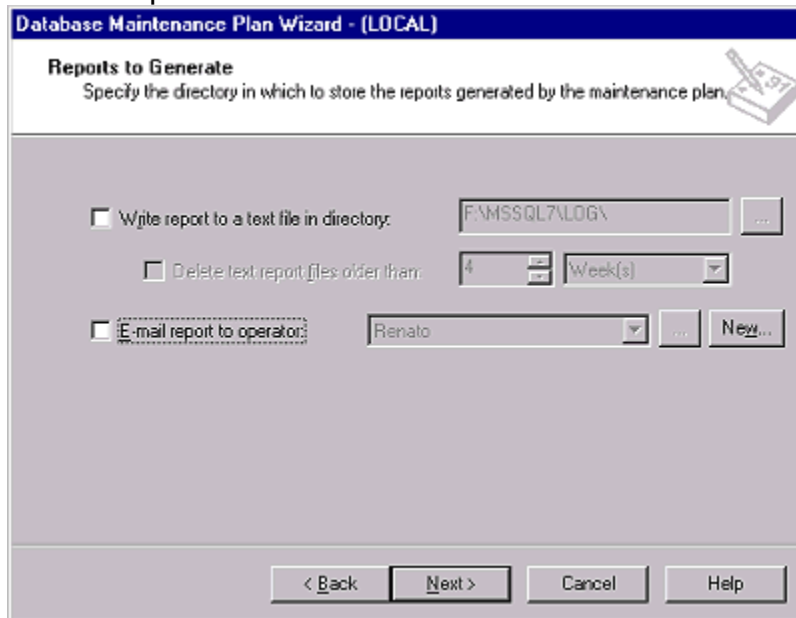 Database Maintenance Plan Wizard - (LOCAL)
Reports to Generate
Specify the directory in which to store the reports generated by the maintenance plan.
Write report to a text file in directory: F:\MSSQL7\LOG\ ...
Delete text report files older than: 4 Week(s)
E-mail report to operator: Renato ... New...
< Back Next > Cancel Help